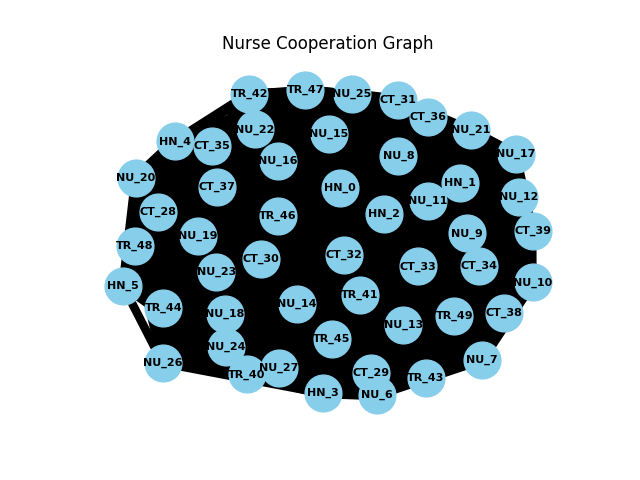 Nurse Cooperation Graph
TR_47
TR_42
NU_25
CT_31
CT_36
NU_22
NU_21
NU_15
HN_4
CT_35
NU_17
NU_8
NU_16
NU_20
HN_1
CT_37
HN_0
NU_12
NU_11
CT_28
HN_2
TR_46
CT_39
NU_9
NU_19
TR_48
CT_32
CT_30
CT_33
CT_34
NU_23
NU_10
HN_5
TR_41
NU_14
TR_44
CT_38
NU_18
TR_49
NU_13
TR_45
NU_24
NU_7
NU_26
NU_27
CT_29
TR_40
TR_43
HN_3
NU_6